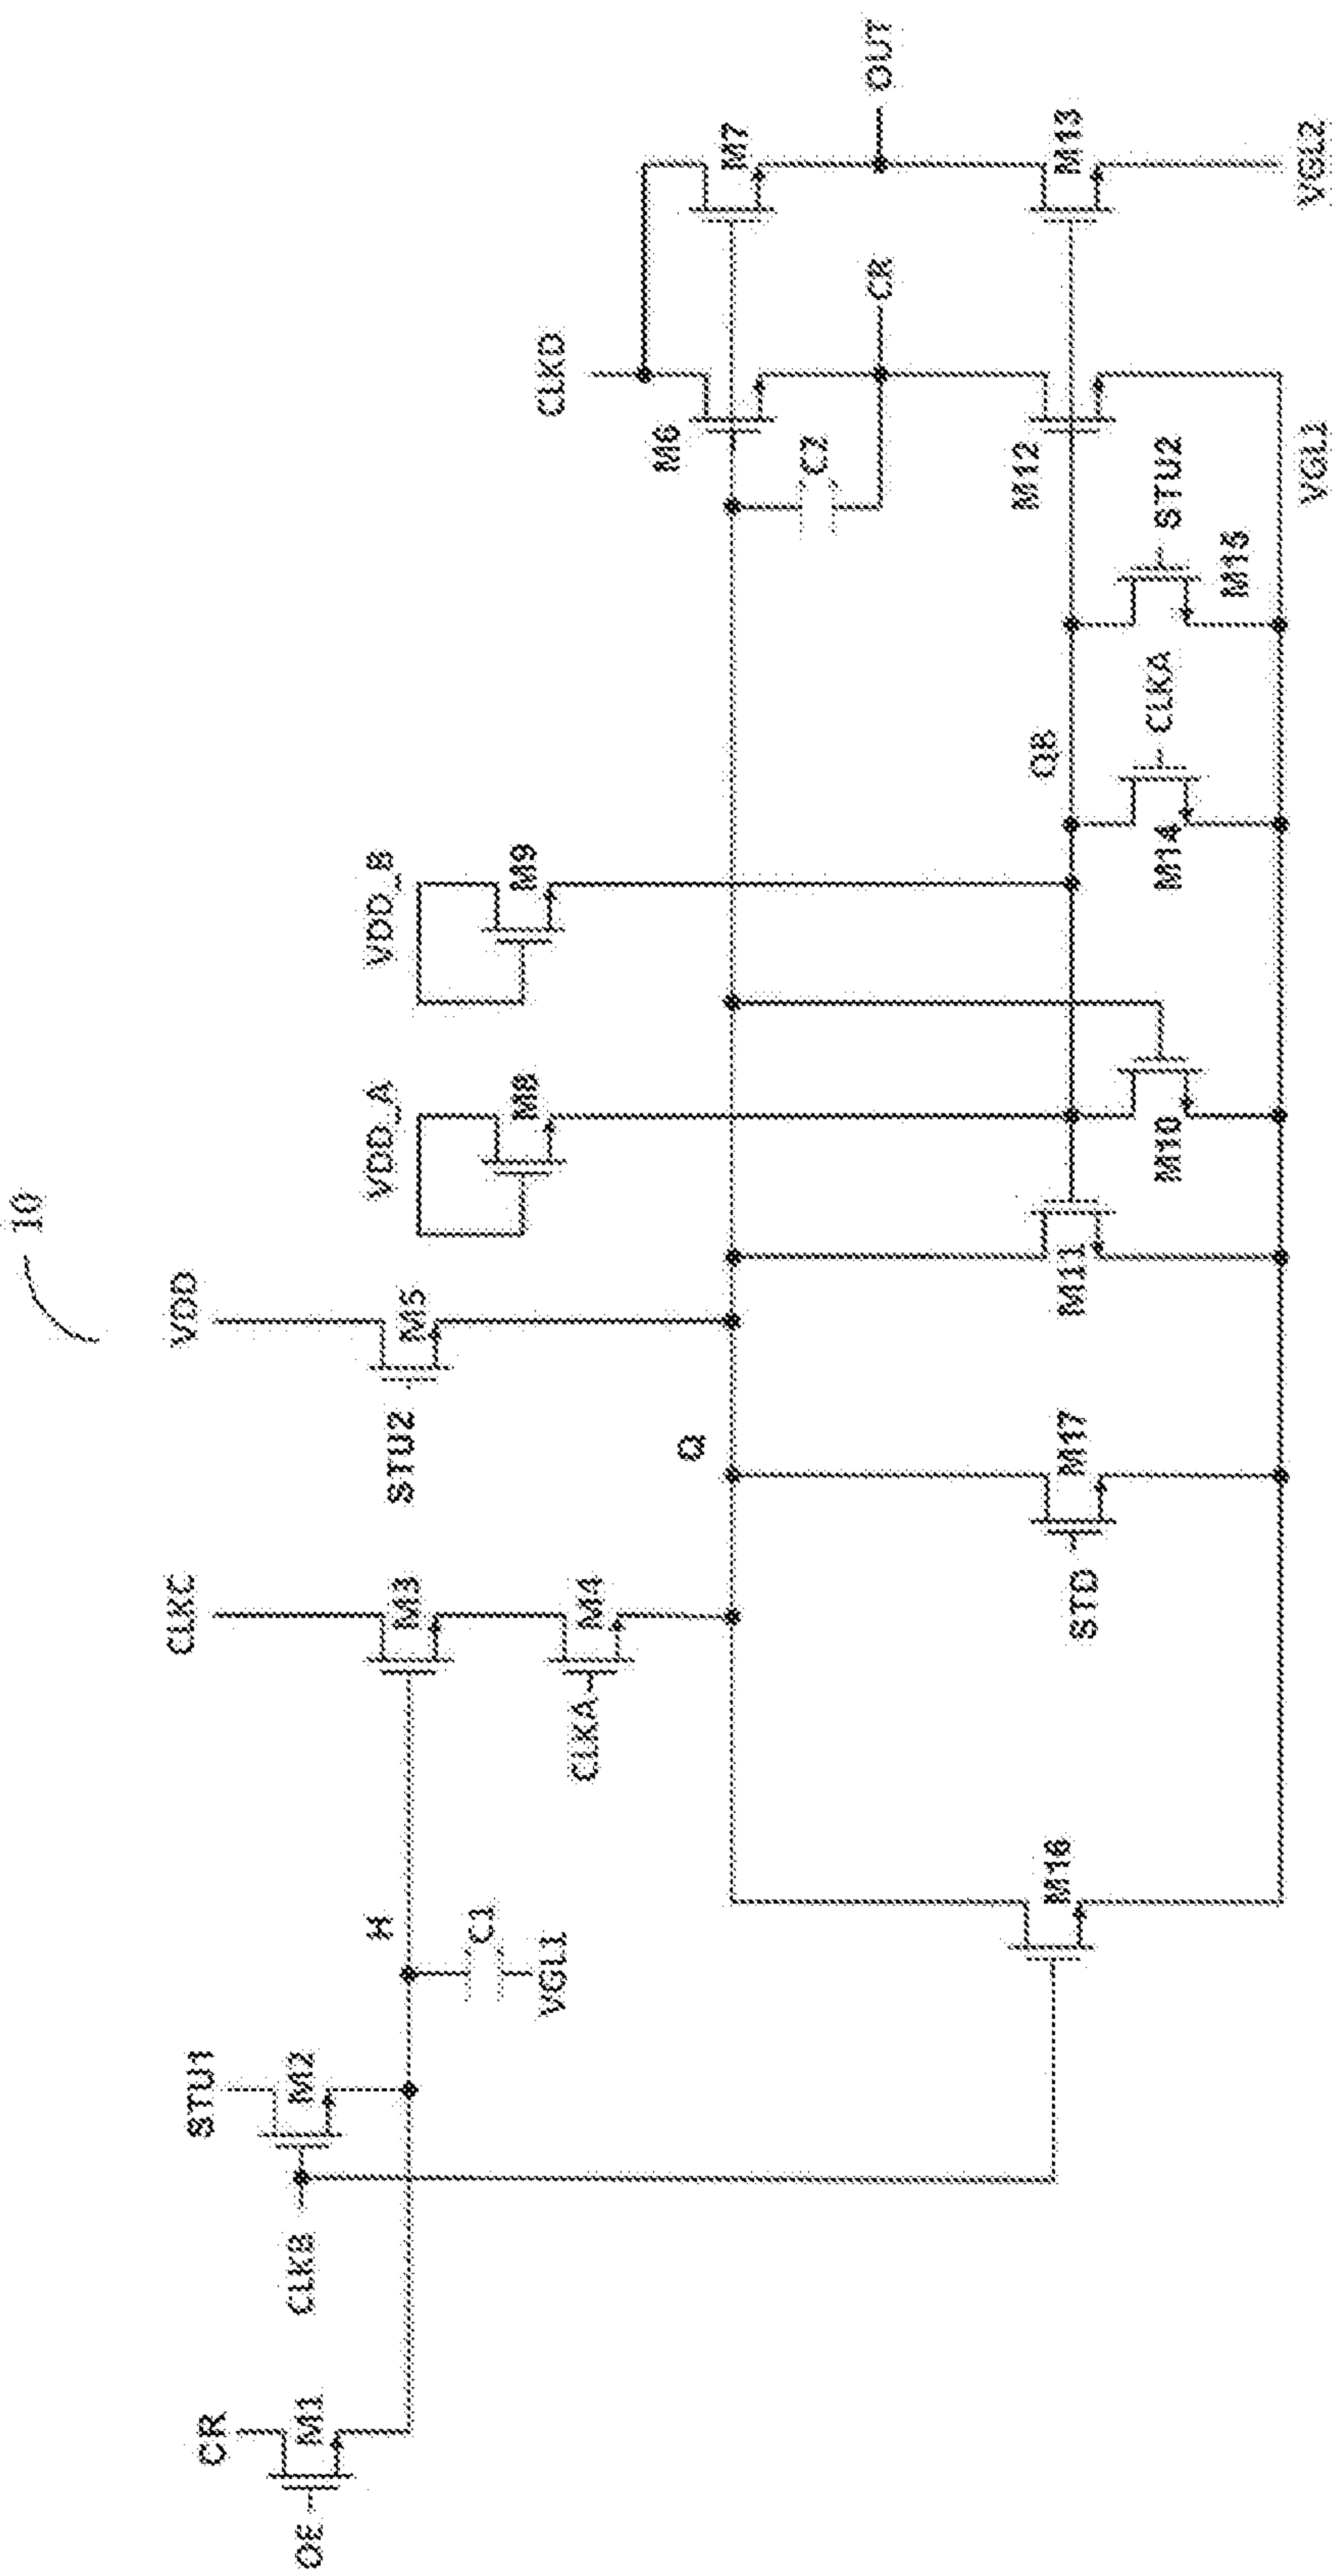 10
VDD
CLKC
STU1
CR
VDD_A
VDD_B
CLKD
M1
OE
M2
CLKB
H
C1
VGL1
M3
M4
CLKA
STU2
M5
Q
M8
M9
M6
M7
C2
CR
OUT
M16
STD
M17
M11
M10
QB
M14
CLKA
M15
STU2
M12
M13
VGL1
VGL2